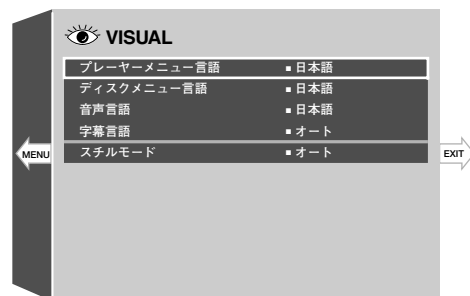 VISUAL
プレーヤーメニュー言語 ■ 日本語
ディスクメニュー言語 ■ 日本語
音声言語 ■ 日本語
字幕言語 ■ オート
スチルモード ■ オート
MENU
EXIT